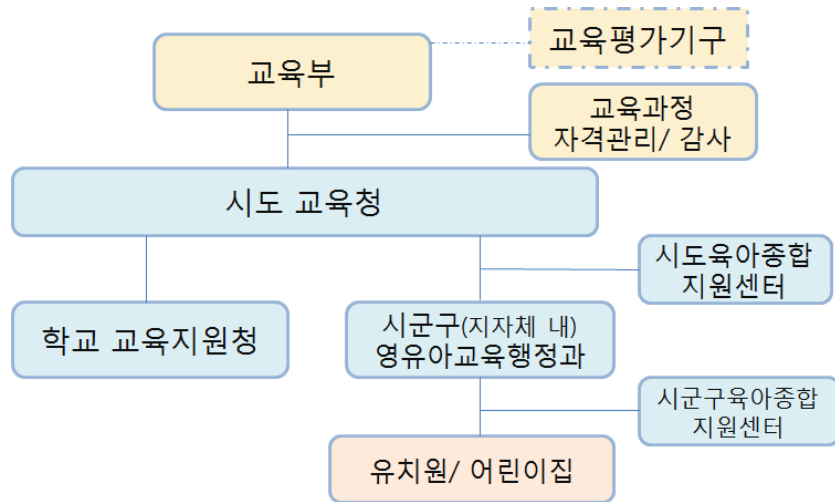 교육평가기구
교육부
교육과정
자격관리/ 감사
시도 교육청
시도육아종합
지원센터
학교 교육지원청
시군구(지자체 내)
영유아교육행정과
시군구육아종합
지원센터
유치원/ 어린이집